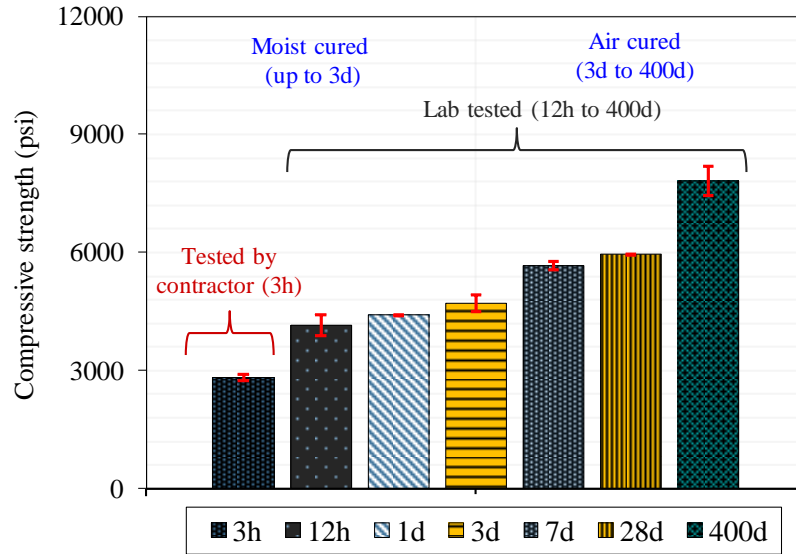 12000
9000
6000
3000
0
Compressive strength (psi)
Moist cured
(up to 3d)
Air cured
(3d to 400d)
Lab tested (12h to 400d)
Tested by
contractor (3h)
3h 12h 1d 3d 7d 28d 400d